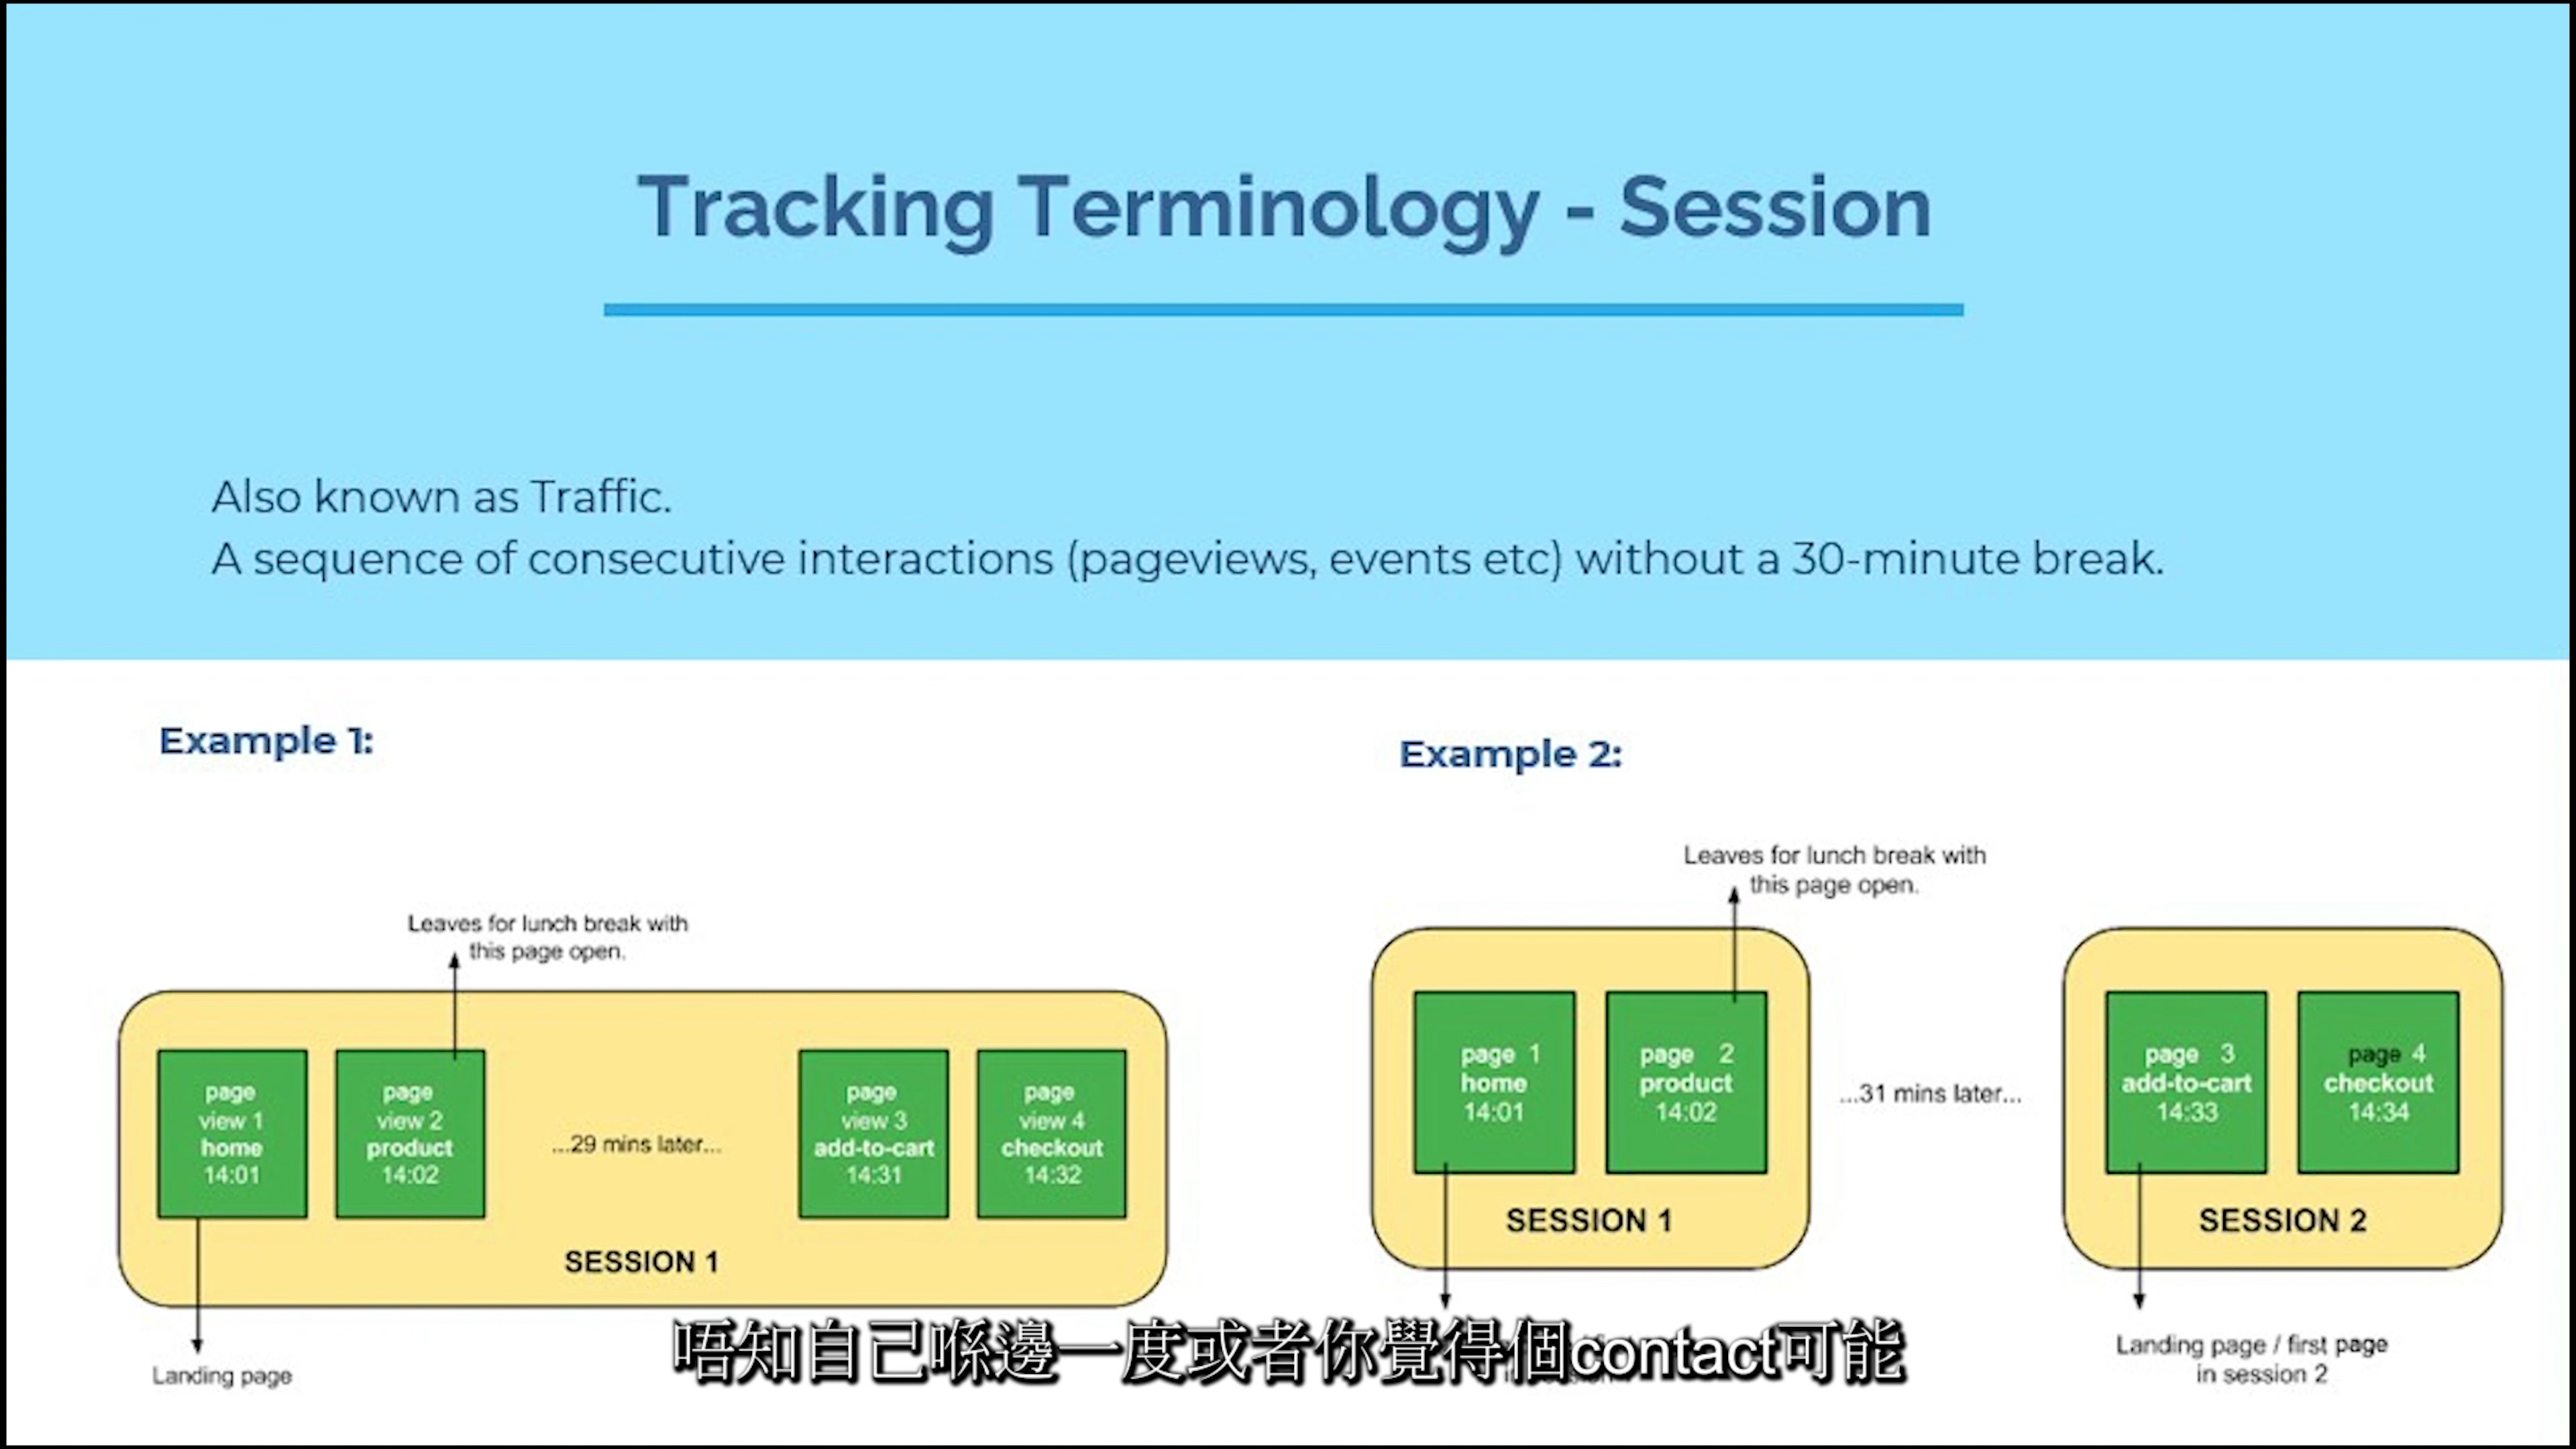 Tracking Terminology - Session
Also known as Traffic.
A sequence of consecutive interactions (pageviews, events etc) without a 30-minute break.
Example 1:
Leaves for lunch break with
this page open.
page
view 1
home
14:01
page
view 2
product
14:02
...29 mins later...
page
view 3
add-to-cart
14:31
page
view 4
checkout
14:32
SESSION 1
Landing page
Example 2:
Leaves for lunch break with
this page open.
page 1
home
14:01
page 2
product
14:02
SESSION 1
...31 mins later...
page 3
add-to-cart
14:33
page 4
checkout
14:34
SESSION 2
Landing page / first page
in session 2
唔知自己喺邊一度或者你覺得個contact可能